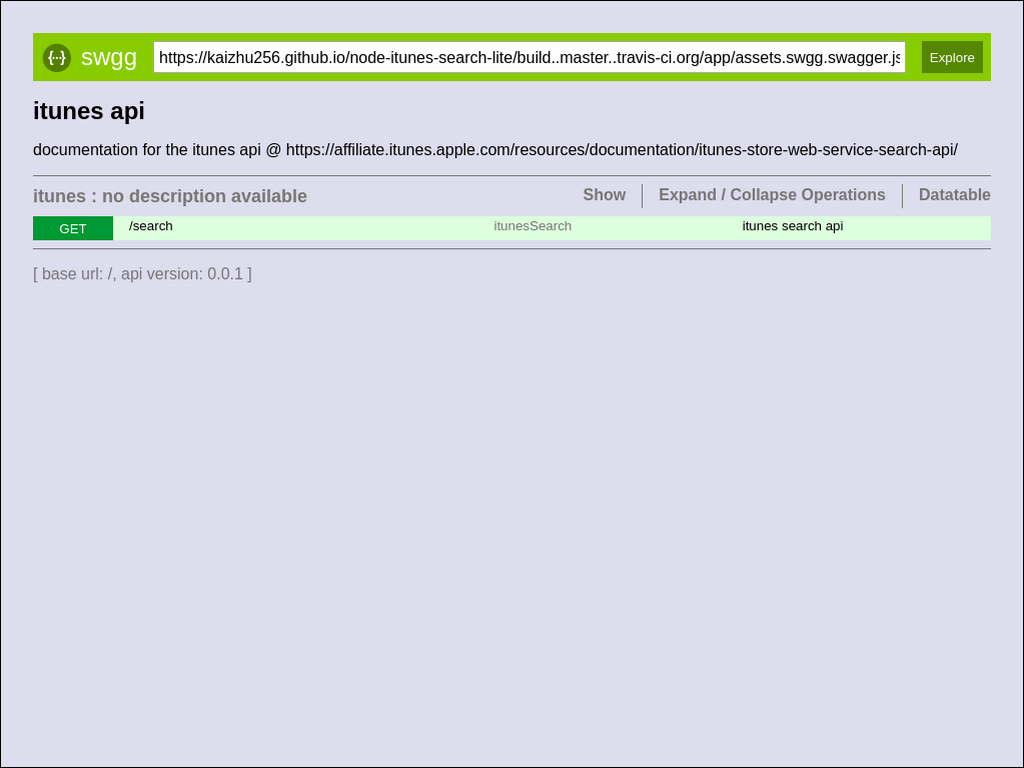 {··} swgg https://kaizhu256.github.io/node-itunes-search-lite/build..master..travis-ci.org/app/assets.swgg.swagger.js Explore
itunes api
documentation for the itunes api @ https://affiliate.itunes.apple.com/resources/documentation/itunes-store-web-service-search-api/
itunes : no description available Show Expand / Collapse Operations Datatable
GET /search itunesSearch itunes search api
[ base url: /, api version: 0.0.1 ]